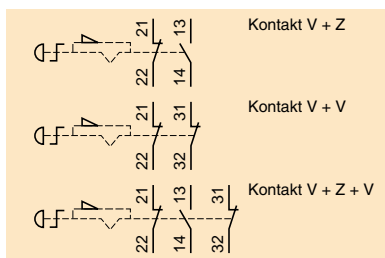 21 13 Kontakt V + Z
22 14
21 31 Kontakt V + V
22 32
21 13 31 Kontakt V + Z + V
22 14 32